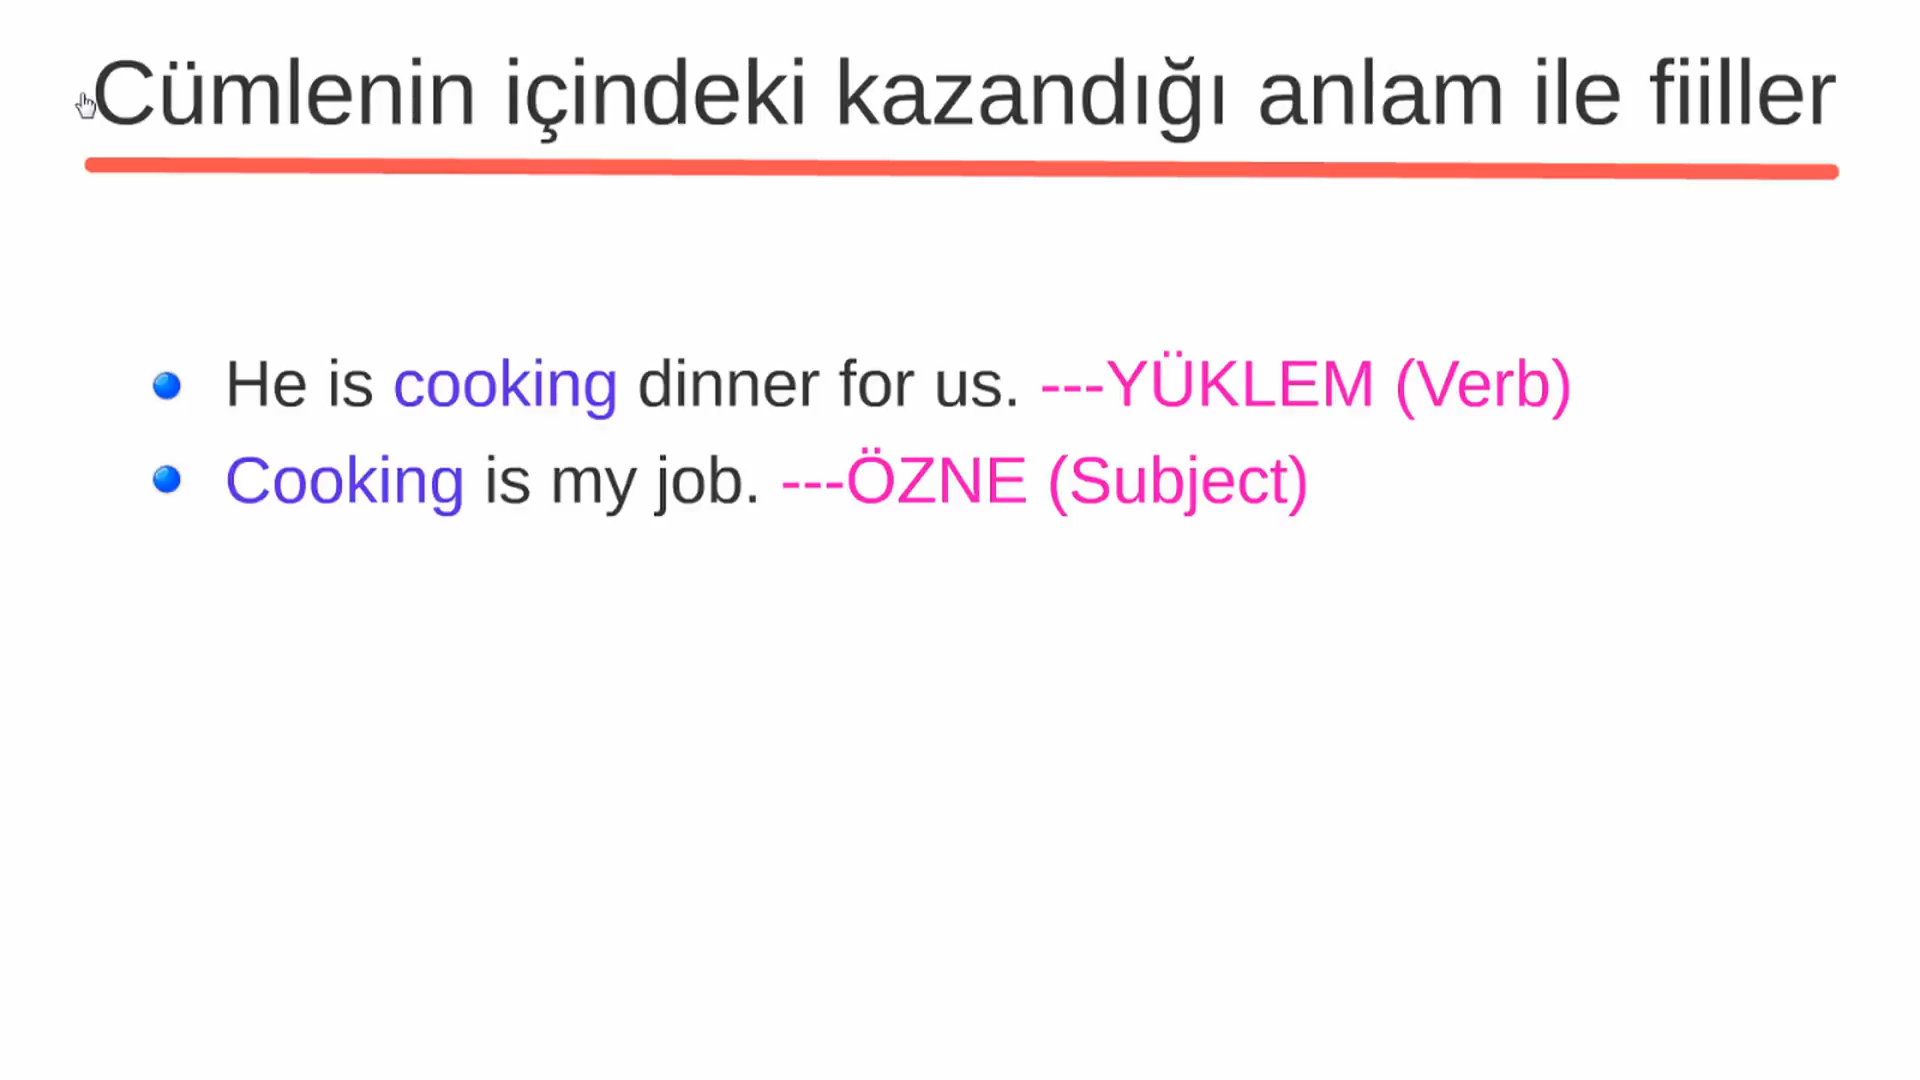 Cümlenin içindeki kazandığı anlam ile fiiller
He is cooking dinner for us. ---YÜKLEM (Verb)
Cooking is my job. ---ÖZNE (Subject)